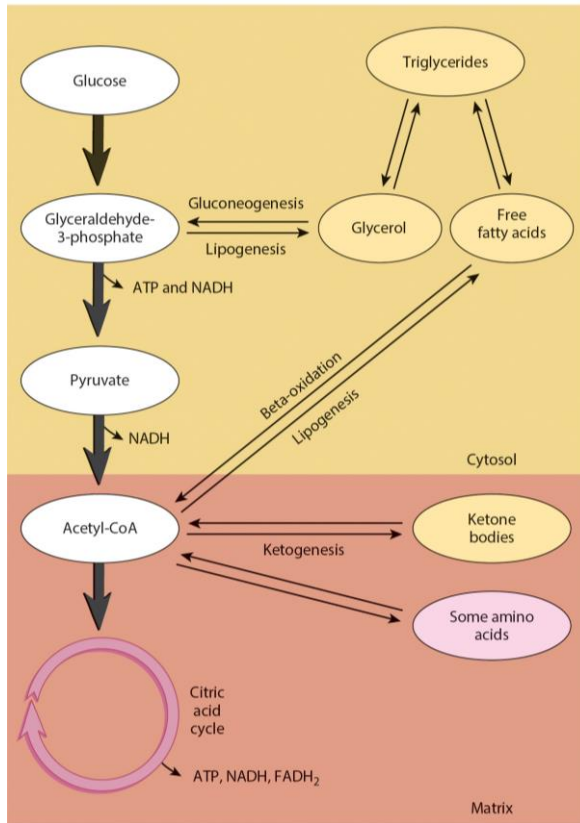 Glucose
Triglycerides
Glyceraldehyde-
3-phosphate
Gluconeogenesis
Lipogenesis
Glycerol
Free
fatty acids
ATP and NADH
Pyruvate
Beta-oxidation
Lipogenesis
NADH
Cytosol
Acetyl-CoA
Ketogenesis
Ketone
bodies
Some amino
acids
Citric
acid
cycle
ATP, NADH, FADH₂
Matrix